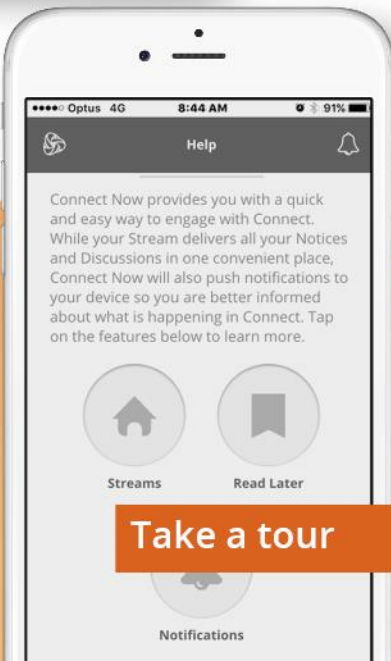 Optus 4G 8:44 AM 91%
Help
Connect Now provides you with a quick
and easy way to engage with Connect.
While your Stream delivers all your Notices
and Discussions in one convenient place,
Connect Now will also push notifications to
your device so you are better informed
about what is happening in Connect. Tap
on the features below to learn more.
Streams Read Later
Take a tour
Notifications